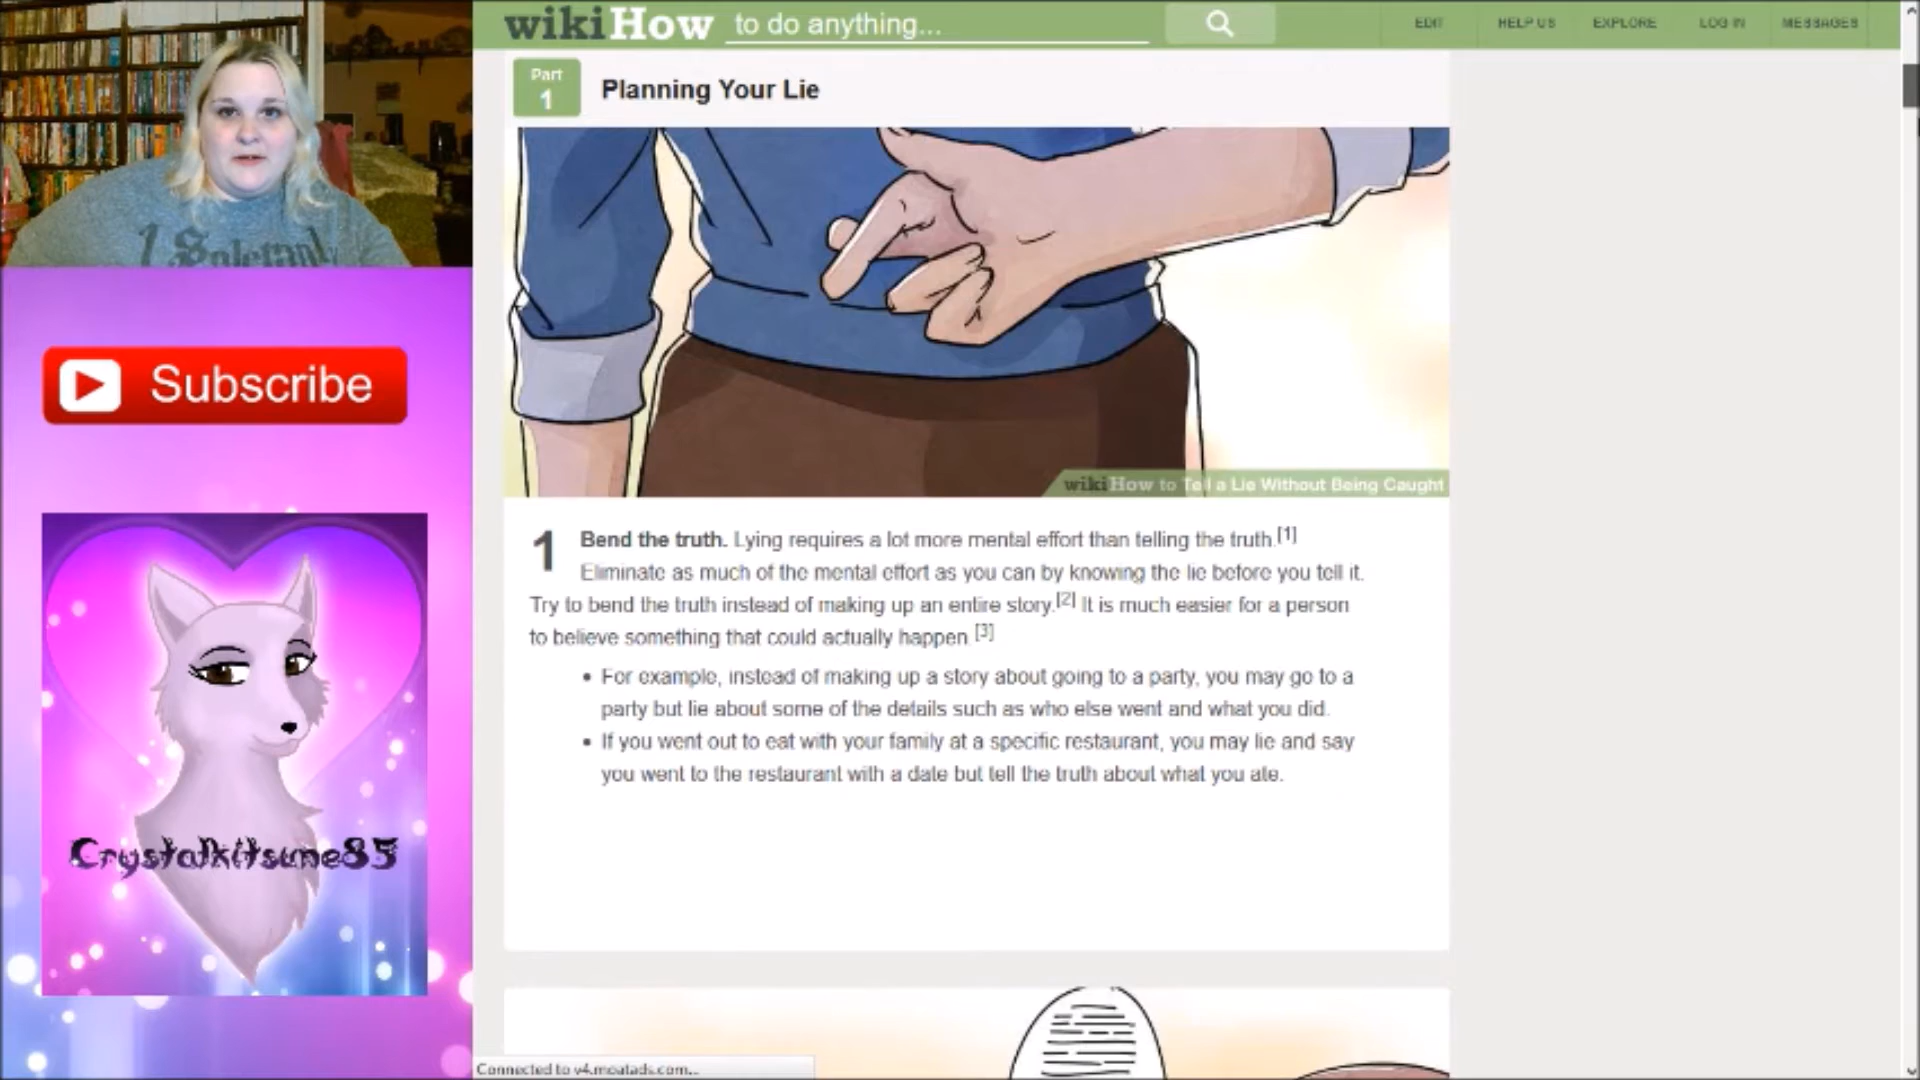 wikiHow to do anything...
EDIT
HELP US
EXPLORE
LOG IN
MESSAGES
Part
1
Planning Your Lie
wikiHow to Tell a Lie Without Being Caught
Subscribe
Crystalkitsune85
1
Bend the truth. Lying requires a lot more mental effort than telling the truth.[1]
Eliminate as much of the mental effort as you can by knowing the lie before you tell it.
Try to bend the truth instead of making up an entire story.[2] It is much easier for a person
to believe something that could actually happen.[3]
• For example, instead of making up a story about going to a party, you may go to a
party but lie about some of the details such as who else went and what you did.
• If you went out to eat with your family at a specific restaurant, you may lie and say
you went to the restaurant with a date but tell the truth about what you ate.
Connected to v4.moatads.com...